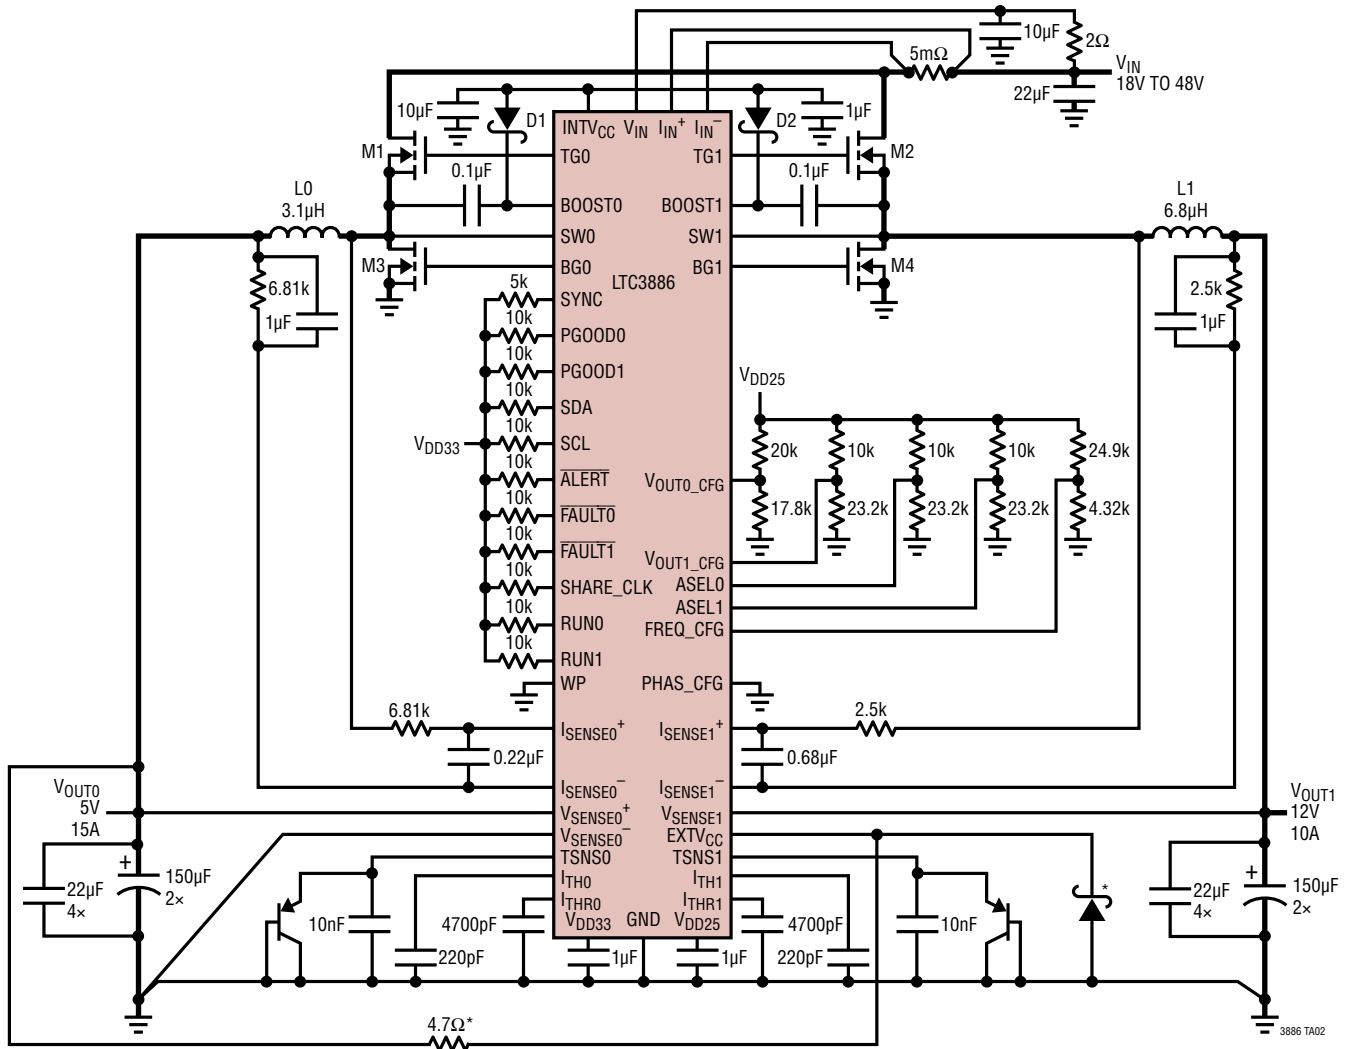 10µF
2Ω
5mΩ
VIN
18V TO 48V
22µF
10µF
D1
INTVCC
VIN
IIN+
IIN–
D2
1µF
M1
TG0
TG1
M2
0.1µF
0.1µF
L0
3.1µH
BOOST0
BOOST1
L1
6.8µH
SW0
SW1
M3
BG0
BG1
M4
LTC3886
6.81k
1µF
2.5k
1µF
5k
SYNC
10k
PGOOD0
10k
PGOOD1
10k
SDA
10k
VDD33
SCL
10k
ALERT
10k
FAULT0
10k
FAULT1
10k
SHARE_CLK
10k
RUN0
10k
RUN1
WP
VDD25
20k
10k
10k
10k
24.9k
VOUT0_CFG
17.8k
23.2k
23.2k
23.2k
4.32k
VOUT1_CFG
ASEL0
ASEL1
FREQ_CFG
PHAS_CFG
6.81k
ISENSE0+
ISENSE1+
2.5k
0.22µF
0.68µF
ISENSE0–
ISENSE1–
VOUT0
5V
15A
VSENSE0+
VSENSE1
VOUT1
12V
10A
VSENSE0–
EXTVCC
TSNS0
TSNS1
ITH0
ITH1
ITHR0
ITHR1
VDD33
GND
VDD25
22µF
4×
+
150µF
2×
10nF
220pF
4700pF
1µF
1µF
4700pF
220pF
10nF
*
22µF
4×
+
150µF
2×
4.7Ω*
3886 TA02